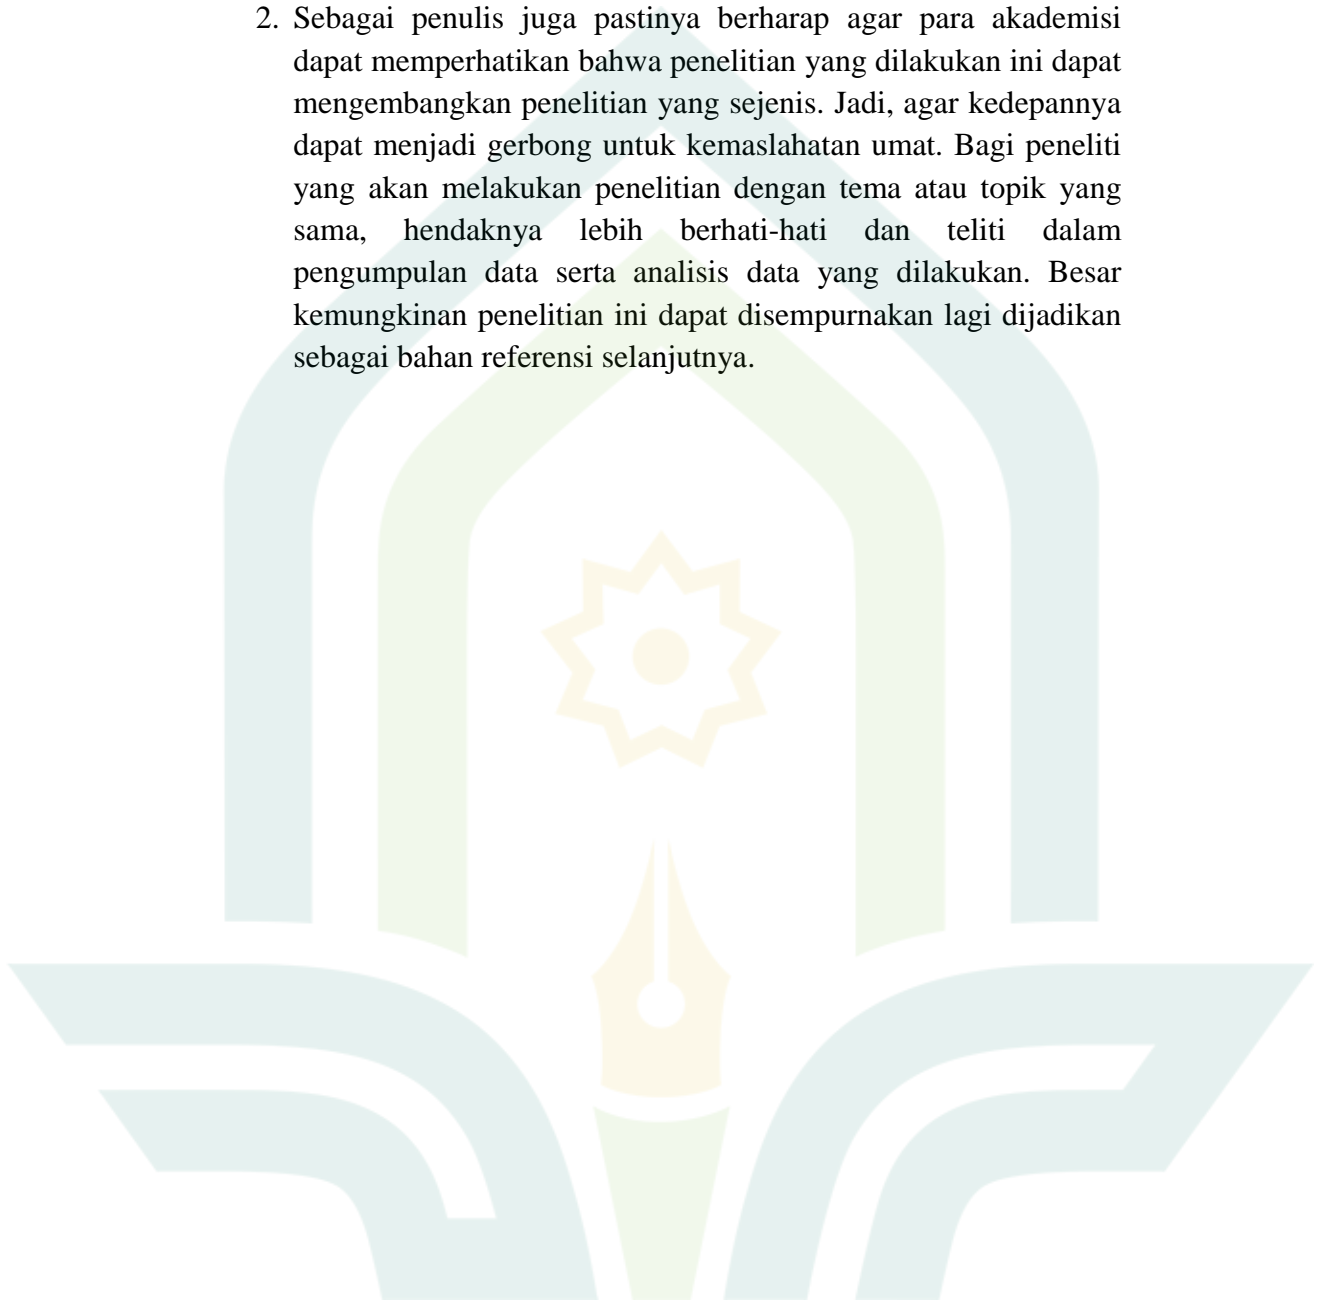 2. Sebagai penulis juga pastinya berharap agar para akademisi
dapat memperhatikan bahwa penelitian yang dilakukan ini dapat
mengembangkan penelitian yang sejenis. Jadi, agar kedepannya
dapat menjadi gerbong untuk kemaslahatan umat. Bagi peneliti
yang akan melakukan penelitian dengan tema atau topik yang
sama, hendaknya lebih berhati-hati dan teliti dalam
pengumpulan data serta analisis data yang dilakukan. Besar
kemungkinan penelitian ini dapat disempurnakan lagi dijadikan
sebagai bahan referensi selanjutnya.